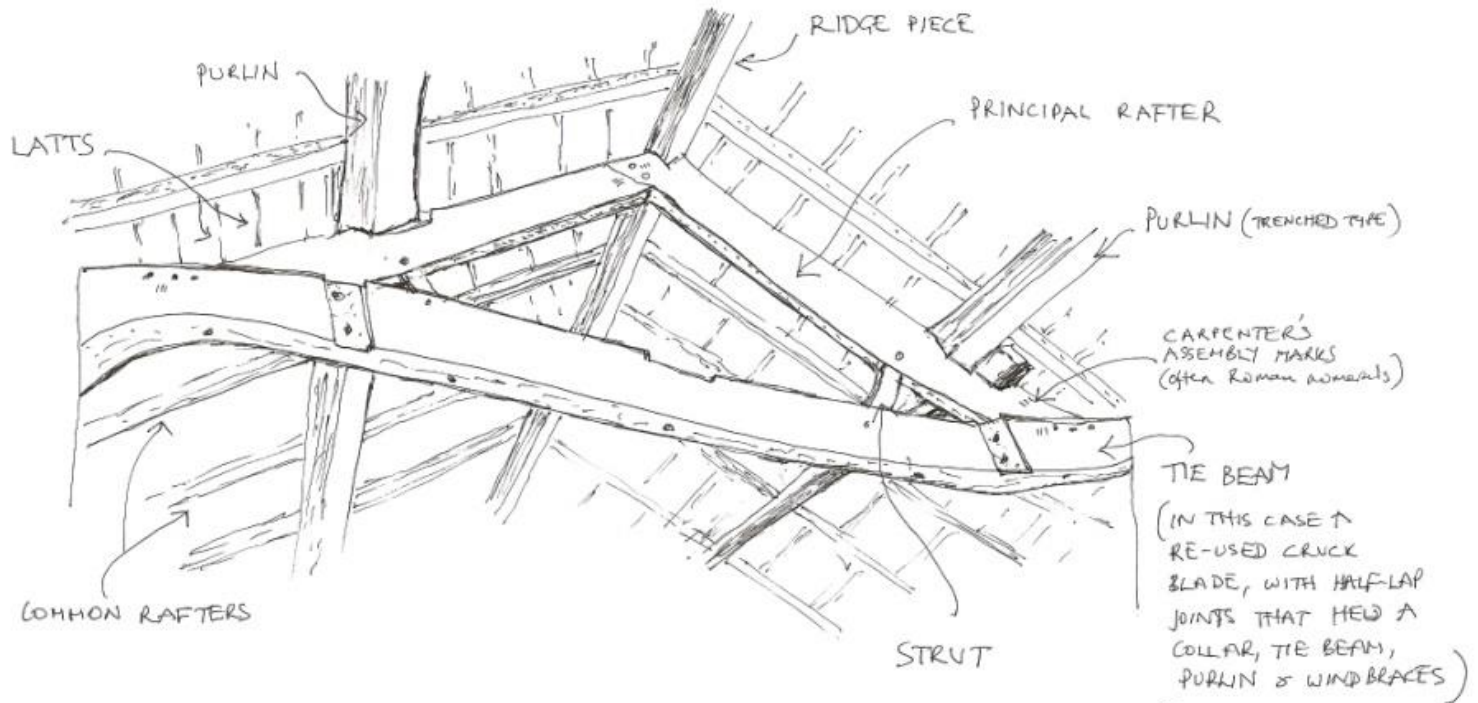 RIDGE PIECE
PURLIN
PRINCIPAL RAFTER
LATTS
PURLIN (TRENCHED TYPE)
CARPENTER'S
ASSEMBLY MARKS
(often Roman numerals)
TIE BEAM
(IN THIS CASE A
RE-USED CRUCK
BLADE, WITH HALF-LAP
JOINTS THAT HELD A
COLLAR, TIE BEAM,
PURLIN & WINDBRACES)
COMMON RAFTERS
STRUT